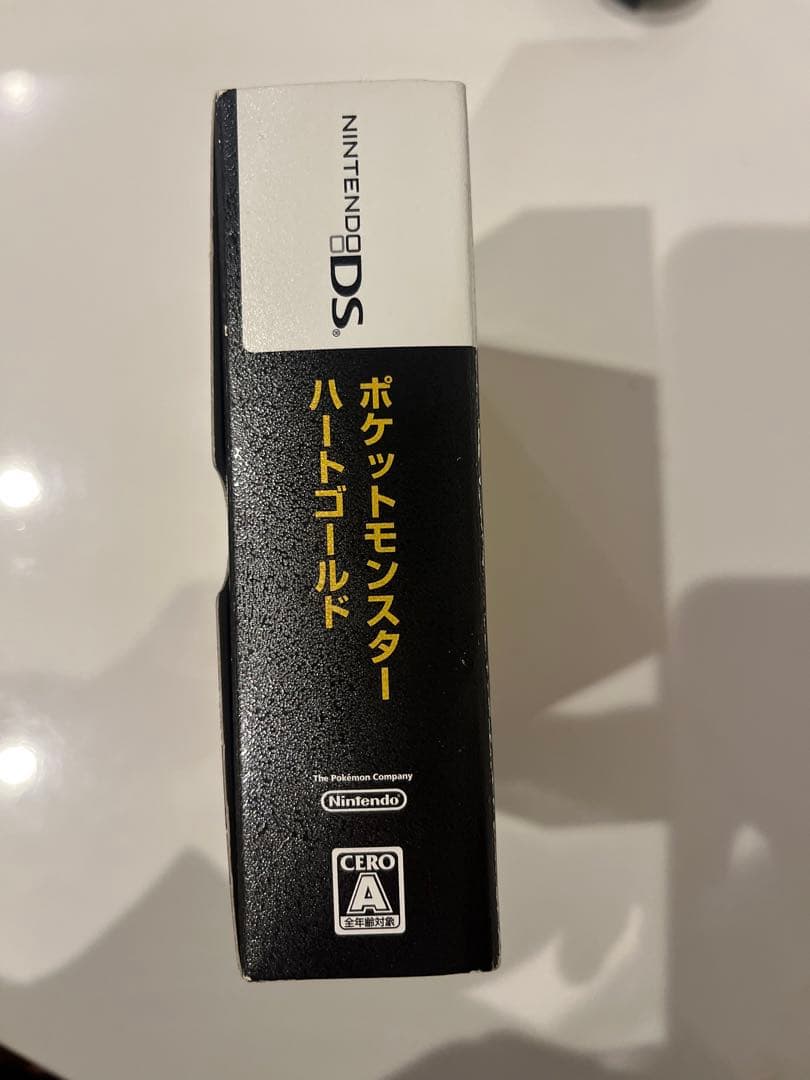 NINTENDO DS®
ポケットモンスター
ハートゴールド
The Pokémon Company
Nintendo
CERO
A
全年齢対象